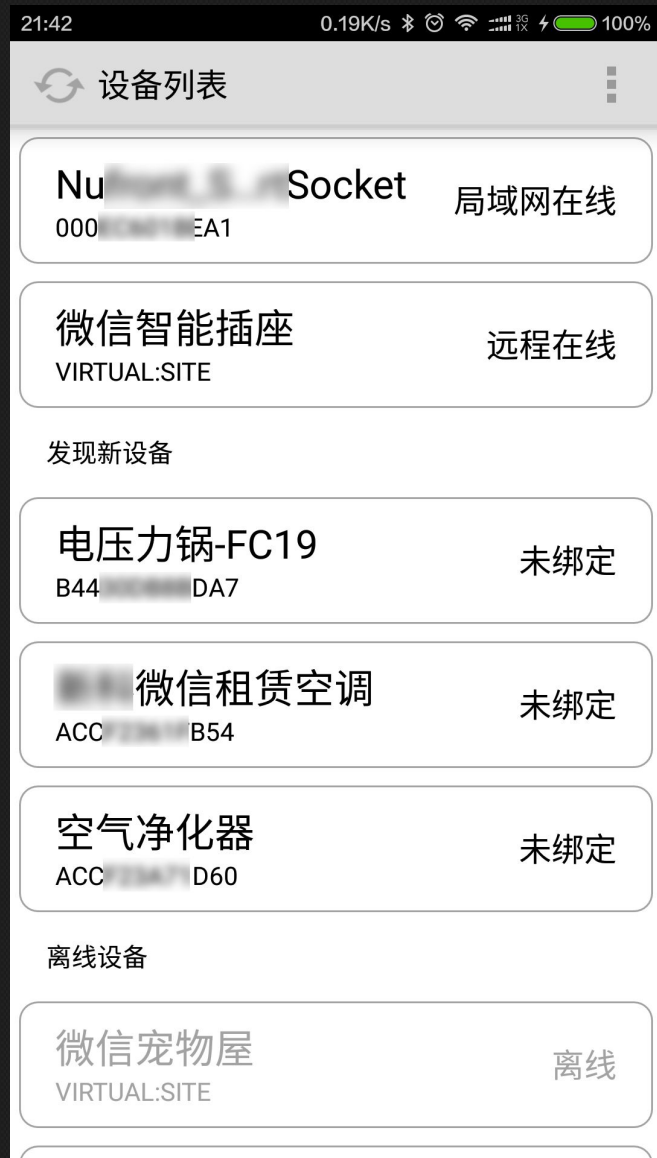 21:42 0.19K/s 3G 1X 100%
设备列表
Nu Socket 局域网在线
000 EA1
微信智能插座 远程在线
VIRTUAL:SITE
发现新设备
电压力锅-FC19 未绑定
B44 DA7
微信租赁空调 未绑定
ACC B54
空气净化器 未绑定
ACC D60
离线设备
微信宠物屋 离线
VIRTUAL:SITE